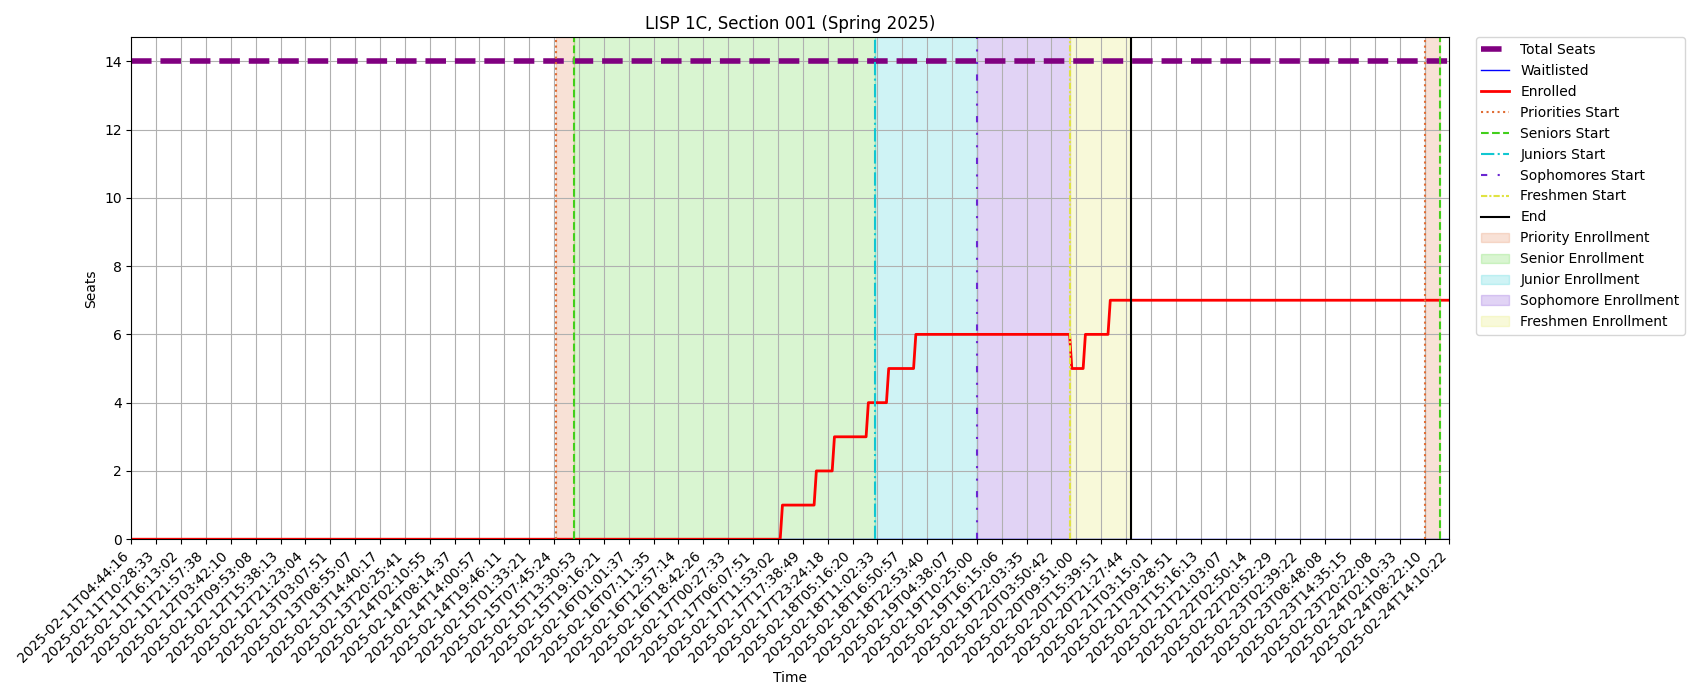 LISP 1C, Section 001 (Spring 2025)
Total Seats
Waitlisted
Enrolled
Priorities Start
Seniors Start
Juniors Start
Sophomores Start
Freshmen Start
End
Priority Enrollment
Senior Enrollment
Junior Enrollment
Sophomore Enrollment
Freshmen Enrollment
Seats
14
12
10
8
6
4
2
0
2025-02-11T04:44:16
2025-02-11T10:28:33
2025-02-11T16:13:02
2025-02-11T21:57:38
2025-02-12T03:42:10
2025-02-12T09:53:08
2025-02-12T15:38:13
2025-02-12T21:23:04
2025-02-13T03:07:51
2025-02-13T08:55:07
2025-02-13T14:40:17
2025-02-13T20:25:41
2025-02-14T02:10:55
2025-02-14T08:14:37
2025-02-14T14:00:57
2025-02-14T19:46:11
2025-02-15T01:33:21
2025-02-15T07:45:24
2025-02-15T13:30:53
2025-02-15T19:16:21
2025-02-16T01:01:37
2025-02-16T07:11:35
2025-02-16T12:57:14
2025-02-16T18:42:26
2025-02-17T00:27:33
2025-02-17T06:07:51
2025-02-17T11:53:02
2025-02-17T17:38:49
2025-02-17T23:24:18
2025-02-18T05:16:20
2025-02-18T11:02:33
2025-02-18T16:50:57
2025-02-18T22:53:40
2025-02-19T04:38:07
2025-02-19T10:25:00
2025-02-19T16:15:06
2025-02-19T22:03:35
2025-02-20T03:50:42
2025-02-20T09:51:00
2025-02-20T15:39:51
2025-02-20T21:27:44
2025-02-21T03:15:01
2025-02-21T09:28:51
2025-02-21T15:16:13
2025-02-21T21:03:07
2025-02-22T02:50:14
2025-02-22T20:52:29
2025-02-23T02:39:22
2025-02-23T08:48:08
2025-02-23T14:35:15
2025-02-23T20:22:08
2025-02-24T02:10:33
2025-02-24T08:22:10
2025-02-24T14:10:22
Time